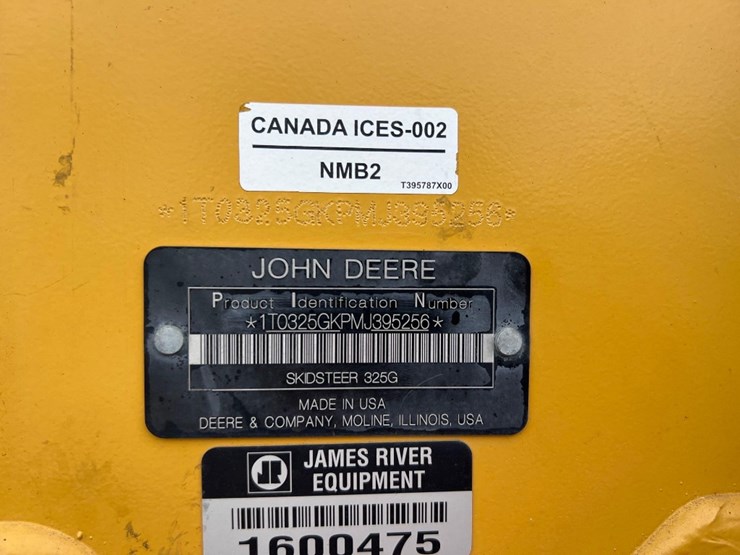 CANADA ICES-002
NMB2
T395787X00
*1T0325GKPMJ395256*
JOHN DEERE
Product Identification Number
*1T0325GKPMJ395256*
SKIDSTEER 325G
MADE IN USA
DEERE & COMPANY, MOLINE, ILLINOIS, USA
JR
JAMES RIVER
EQUIPMENT
1600475